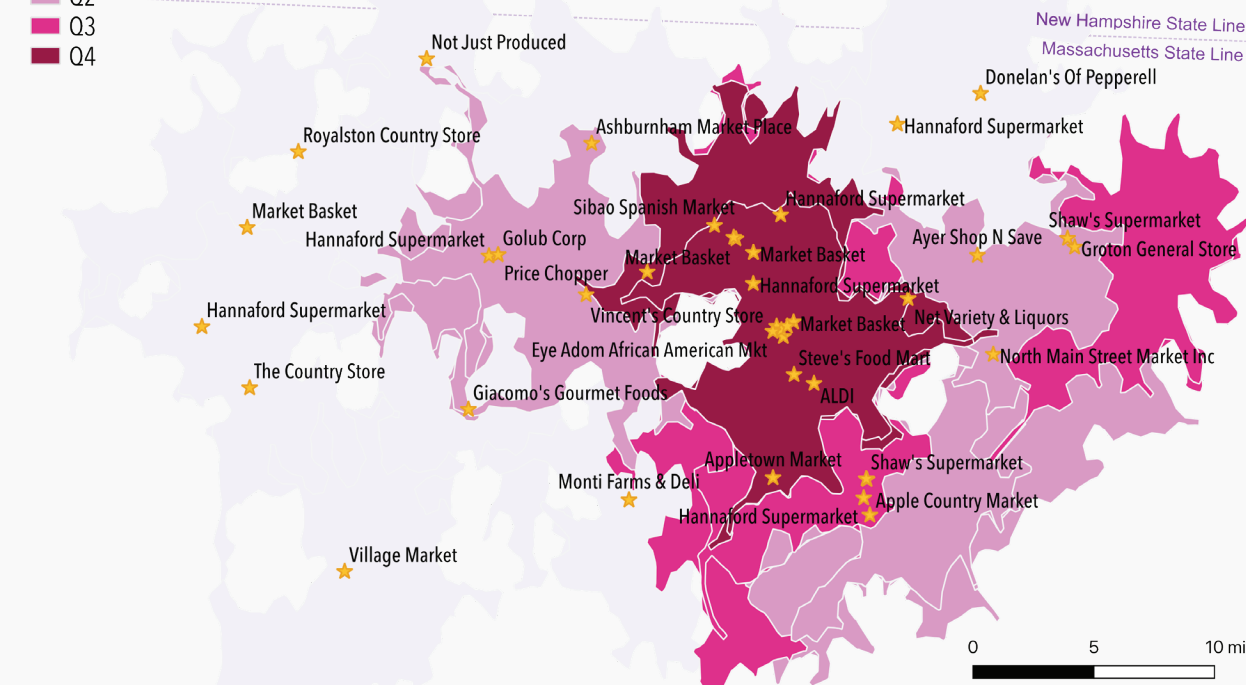 Q2
Q3
Q4
New Hampshire State Line
Massachusetts State Line
Not Just Produced
Donelan's Of Pepperell
Hannaford Supermarket
Ashburnham Market Place
Royalston Country Store
Hannaford Supermarket
Sibao Spanish Market
Market Basket
Shaw's Supermarket
Ayer Shop N Save
Hannaford Supermarket
Golub Corp
Groton General Store
Market Basket
Market Basket
Price Chopper
Hannaford Supermarket
Hannaford Supermarket
Vincent's Country Store
Net Variety & Liquors
Market Basket
Eye Adom African American Mkt
North Main Street Market Inc
Steve's Food Mart
The Country Store
Giacomo's Gourmet Foods
ALDI
Appletown Market
Shaw's Supermarket
Monti Farms & Deli
Apple Country Market
Hannaford Supermarket
Village Market
0 5 10 mi